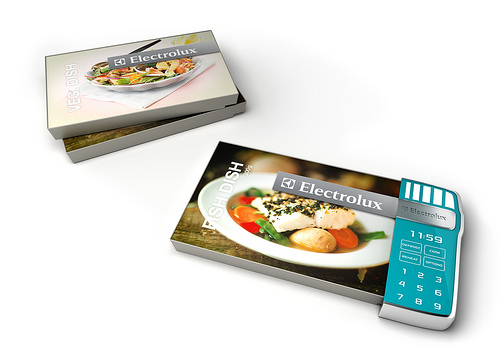 VEG. DISH
Electrolux
FISH DISH
Electrolux
Electrolux
11:59
DEFROST COOK
REHEAT OPTIONS
1 2 3
4 5 6
7 8 9